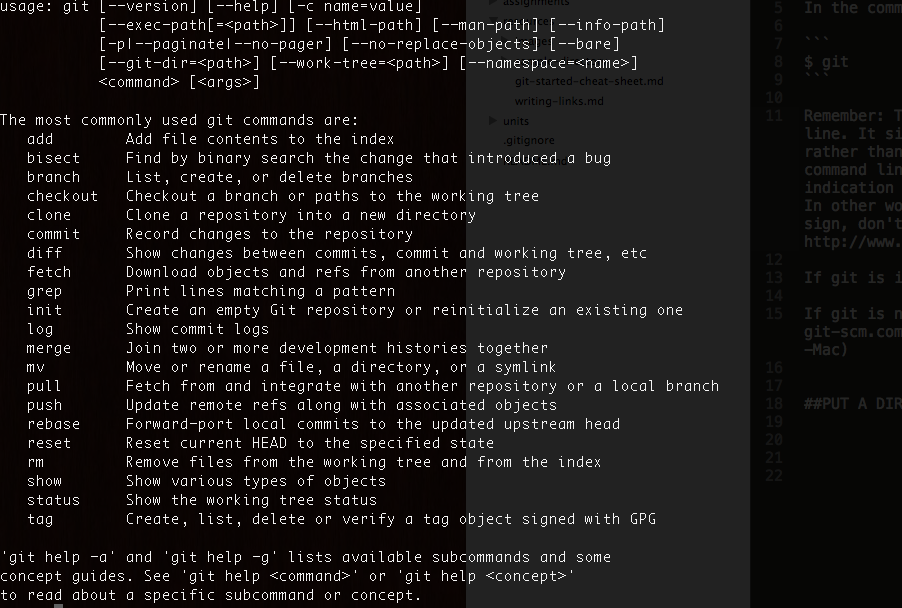 usage: git [--version] [--help] [-c name=value]
           [--exec-path[=<path>]] [--html-path] [--man-path] [--info-path]
           [-p|--paginate|--no-pager] [--no-replace-objects] [--bare]
           [--git-dir=<path>] [--work-tree=<path>] [--namespace=<name>]
           <command> [<args>]

The most commonly used git commands are:
   add        Add file contents to the index
   bisect     Find by binary search the change that introduced a bug
   branch     List, create, or delete branches
   checkout   Checkout a branch or paths to the working tree
   clone      Clone a repository into a new directory
   commit     Record changes to the repository
   diff       Show changes between commits, commit and working tree, etc
   fetch      Download objects and refs from another repository
   grep       Print lines matching a pattern
   init       Create an empty Git repository or reinitialize an existing one
   log        Show commit logs
   merge      Join two or more development histories together
   mv         Move or rename a file, a directory, or a symlink
   pull       Fetch from and integrate with another repository or a local branch
   push       Update remote refs along with associated objects
   rebase     Forward-port local commits to the updated upstream head
   reset      Reset current HEAD to the specified state
   rm         Remove files from the working tree and from the index
   show       Show various types of objects
   status     Show the working tree status
   tag        Create, list, delete or verify a tag object signed with GPG

'git help -a' and 'git help -g' lists available subcommands and some
concept guides. See 'git help <command>' or 'git help <concept>'
to read about a specific subcommand or concept.
assignments
git-started-cheat-sheet.md
writing-links.md
units
.gitignore
5 In the comm
6
7 ```
8 $ git
9 ```
10
11 Remember: T
line. It si
rather than
command lin
indication
In other wo
sign, don't
http://www.
12
13 If git is i
14
15 If git is n
git-scm.com
-Mac)
16
17
18 ##PUT A DIR
19
20
21
22